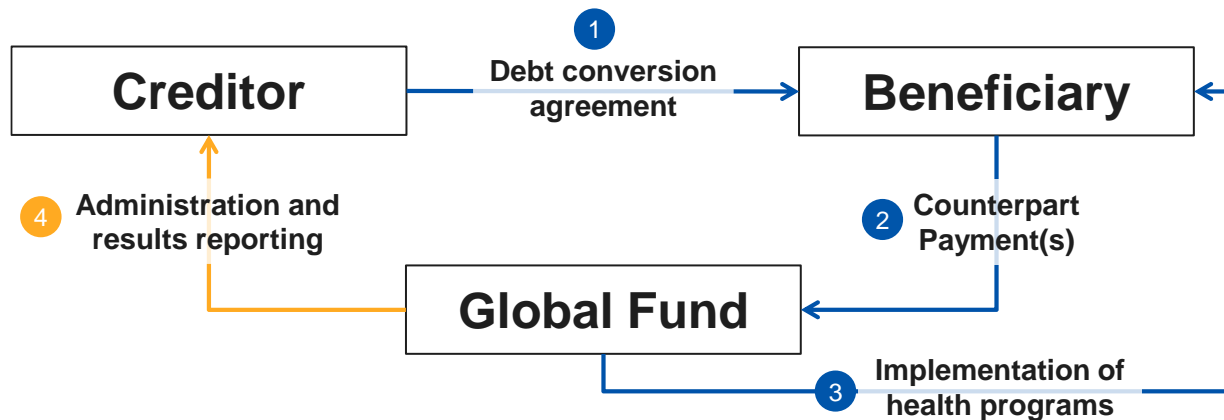 1
Debt conversion
agreement
Creditor
Beneficiary
4
Administration and
results reporting
2
Counterpart
Payment(s)
Global Fund
3
Implementation of
health programs